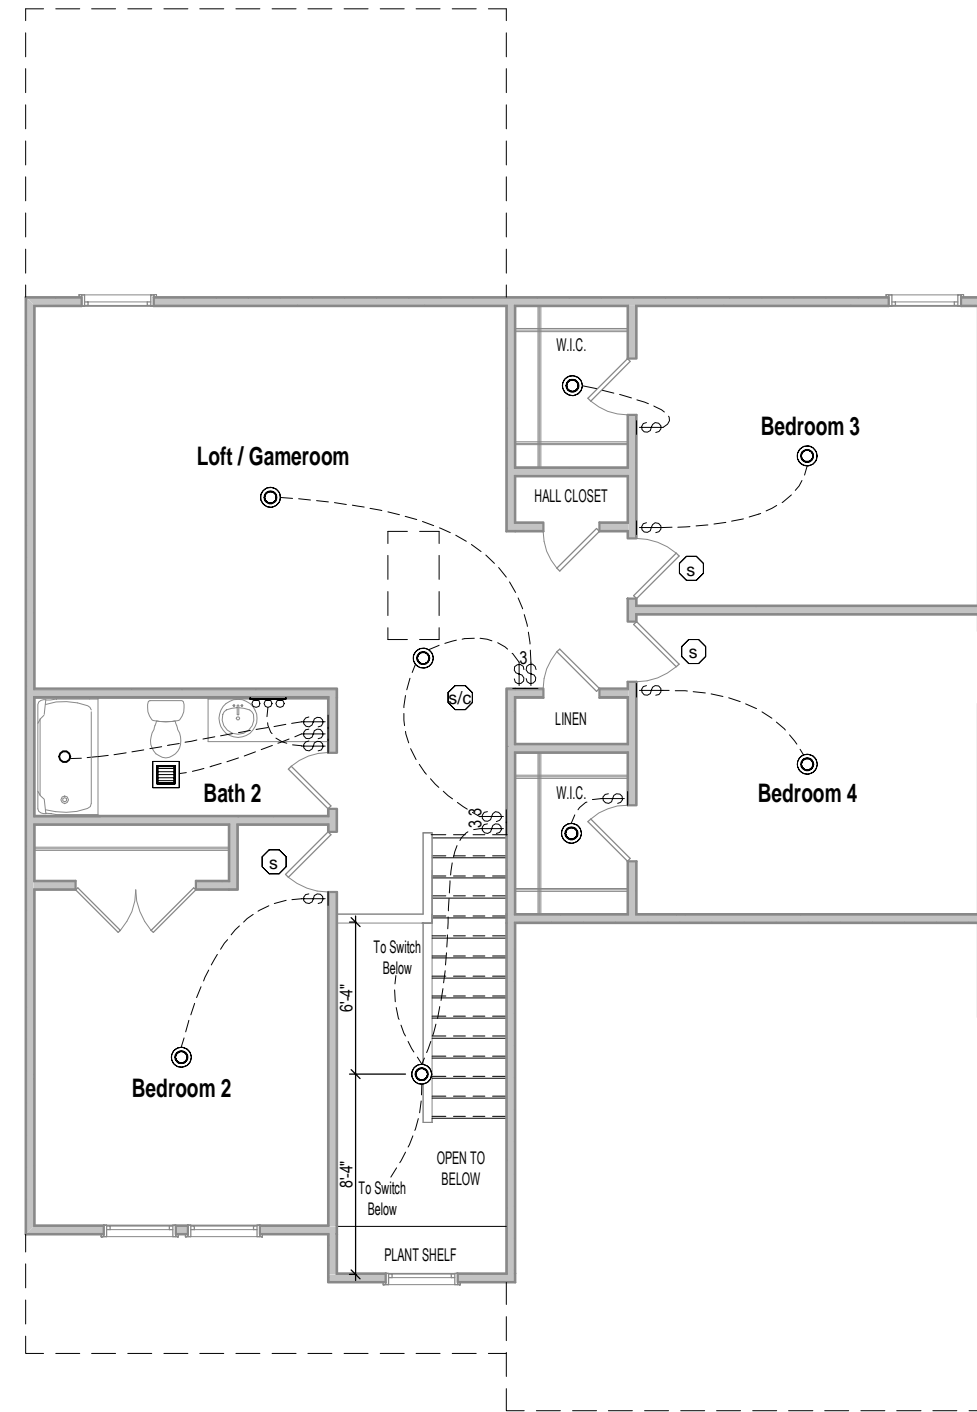 W.I.C.
Bedroom 3
Loft / Gameroom
HALL CLOSET
S
S
S
S
3
SS
S/C
S
LINEN
S
S
S
Bath 2
W.I.C.
S
Bedroom 4
3
S
3
S
S
S
To Switch
Below
6'-4"
Bedroom 2
8'-4"
OPEN TO
BELOW
To Switch
Below
PLANT SHELF